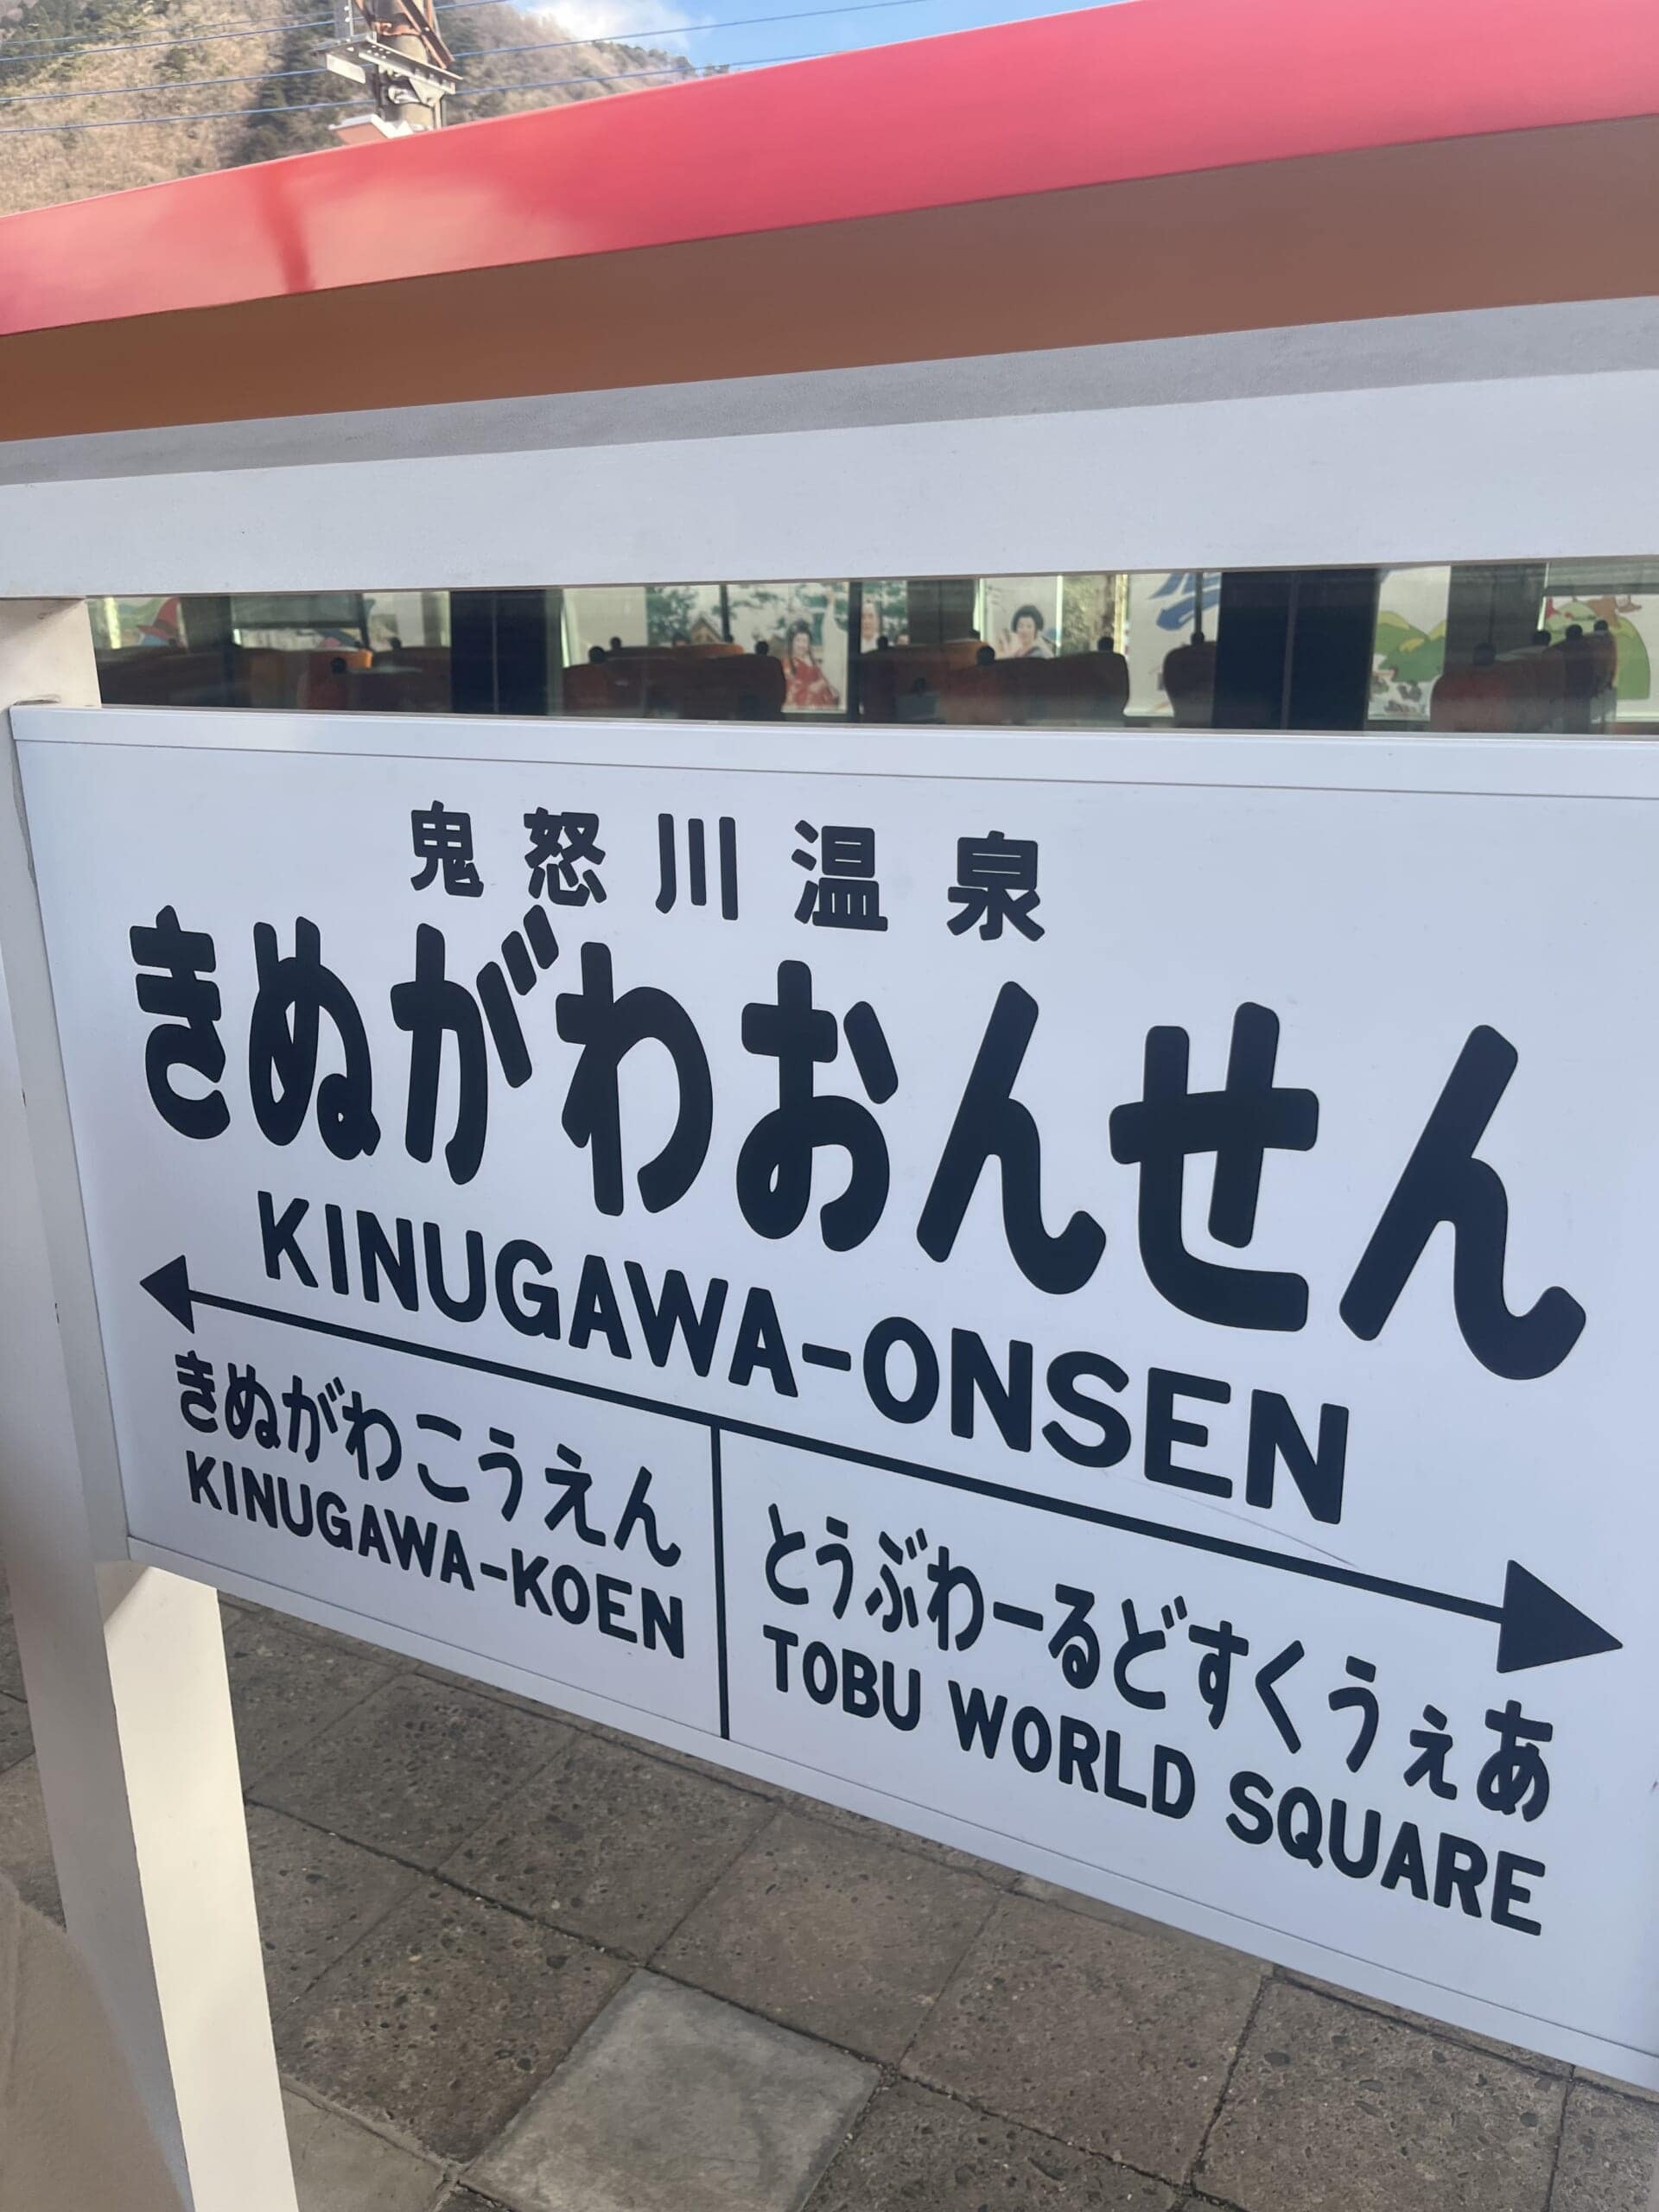 鬼怒川温泉
きぬがわおんせん
KINUGAWA-ONSEN
きぬがわこうえん
KINUGAWA-KOEN
とうぶわーるどすくうぇあ
TOBU WORLD SQUARE